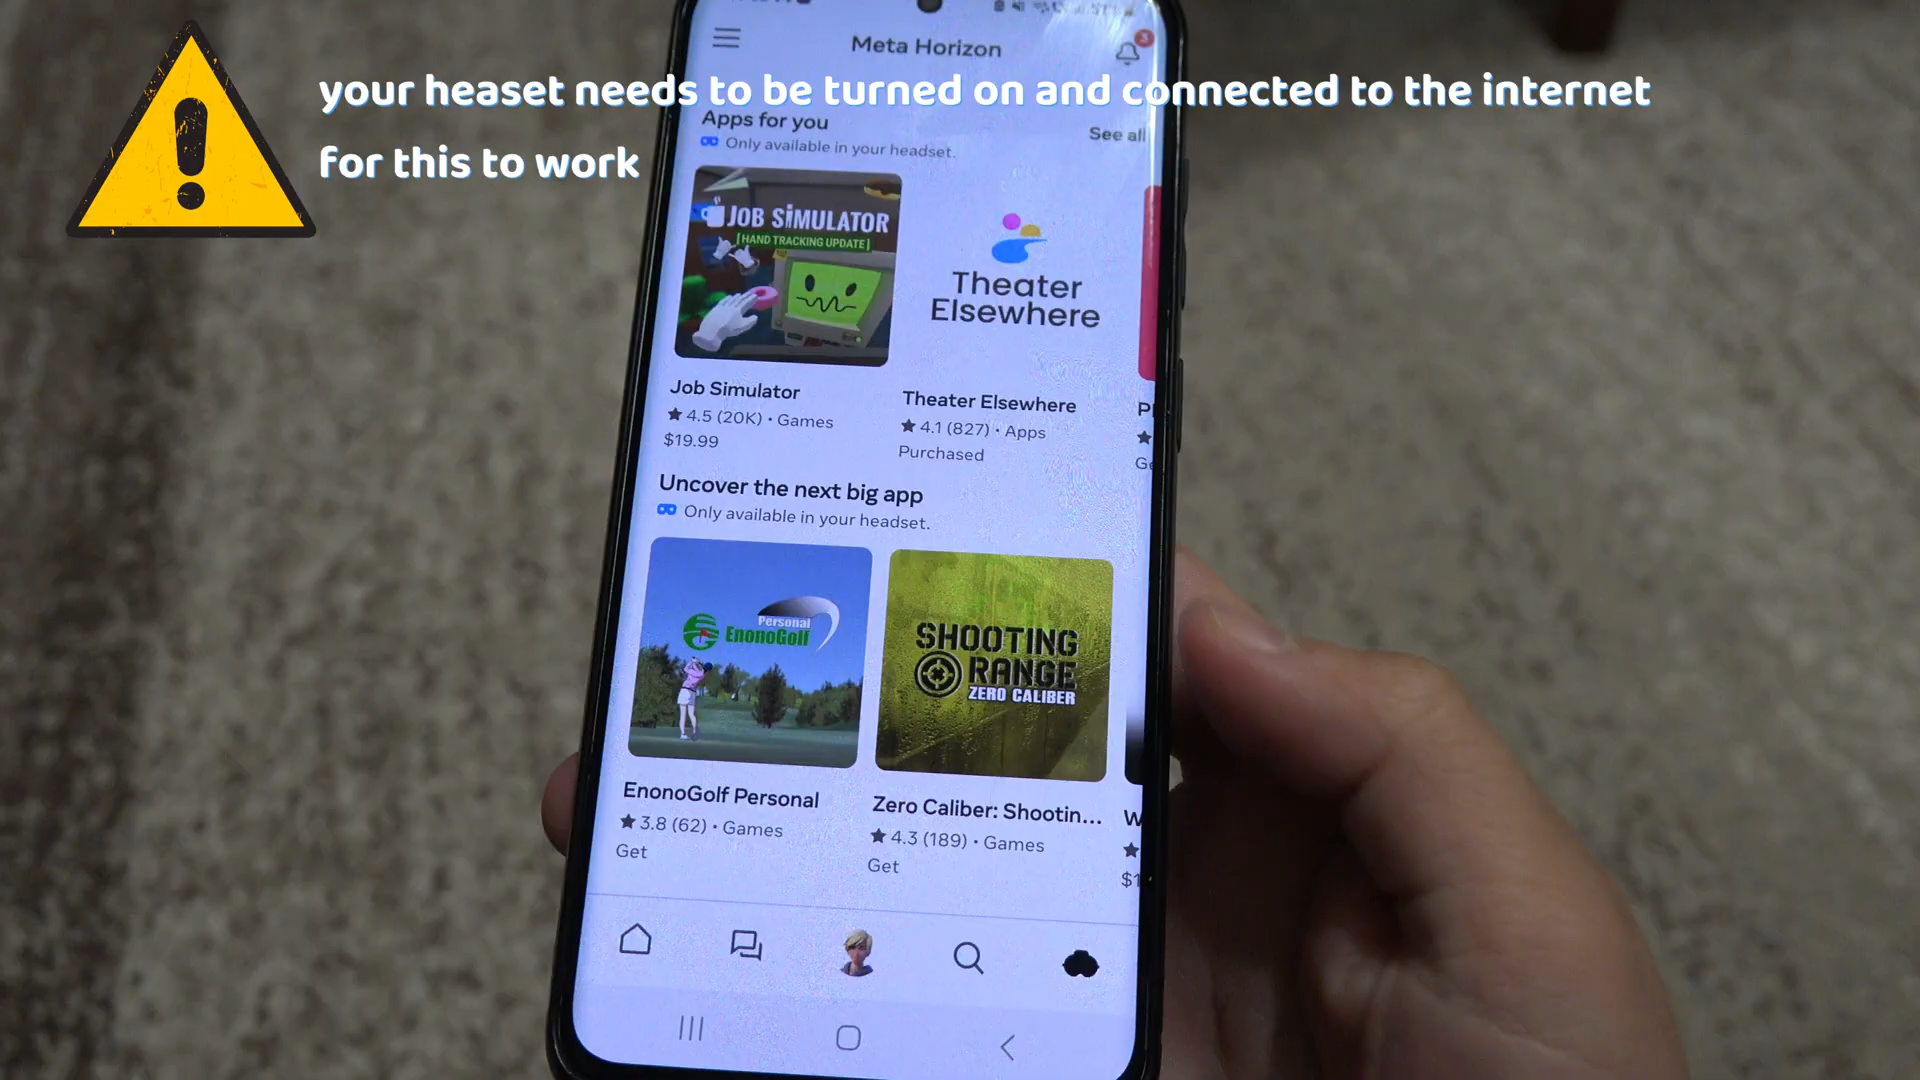 Meta Horizon
3
your heaset needs to be turned on and connected to the internet
for this to work
Apps for you
See all
Only available in your headset.
JOB SIMULATOR
[HAND TRACKING UPDATE]
Theater
Elsewhere
Job Simulator
4.5 (20K) • Games
$19.99
Theater Elsewhere
4.1 (827) • Apps
Purchased
Uncover the next big app
Only available in your headset.
Personal
EnonoGolf
SHOOTING
RANGE
ZERO CALIBER
EnonoGolf Personal
3.8 (62) • Games
Get
Zero Caliber: Shootin...
4.3 (189) • Games
Get
W
$1